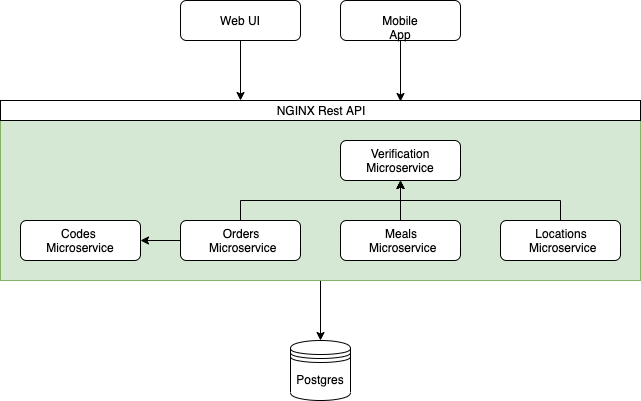 Web UI
Mobile
App
NGINX Rest API
Verification
Microservice
Codes
Microservice
Orders
Microservice
Meals
Microservice
Locations
Microservice
Postgres